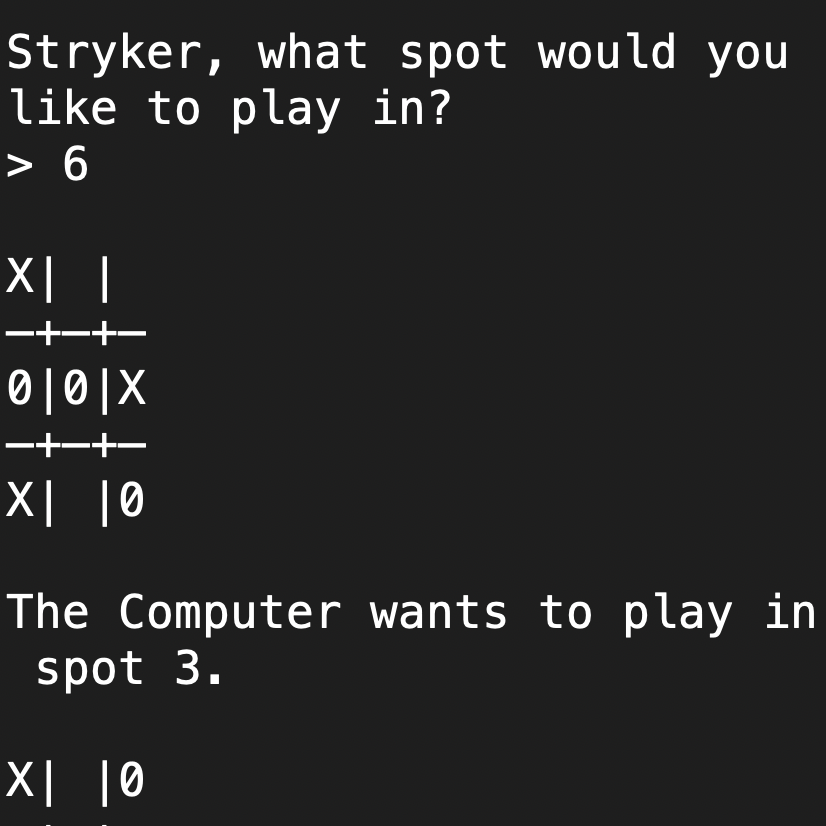 Stryker, what spot would you
like to play in?
> 6
X| |
—+—+—
0|0|X
—+—+—
X| |0
The Computer wants to play in
 spot 3.
X| |0